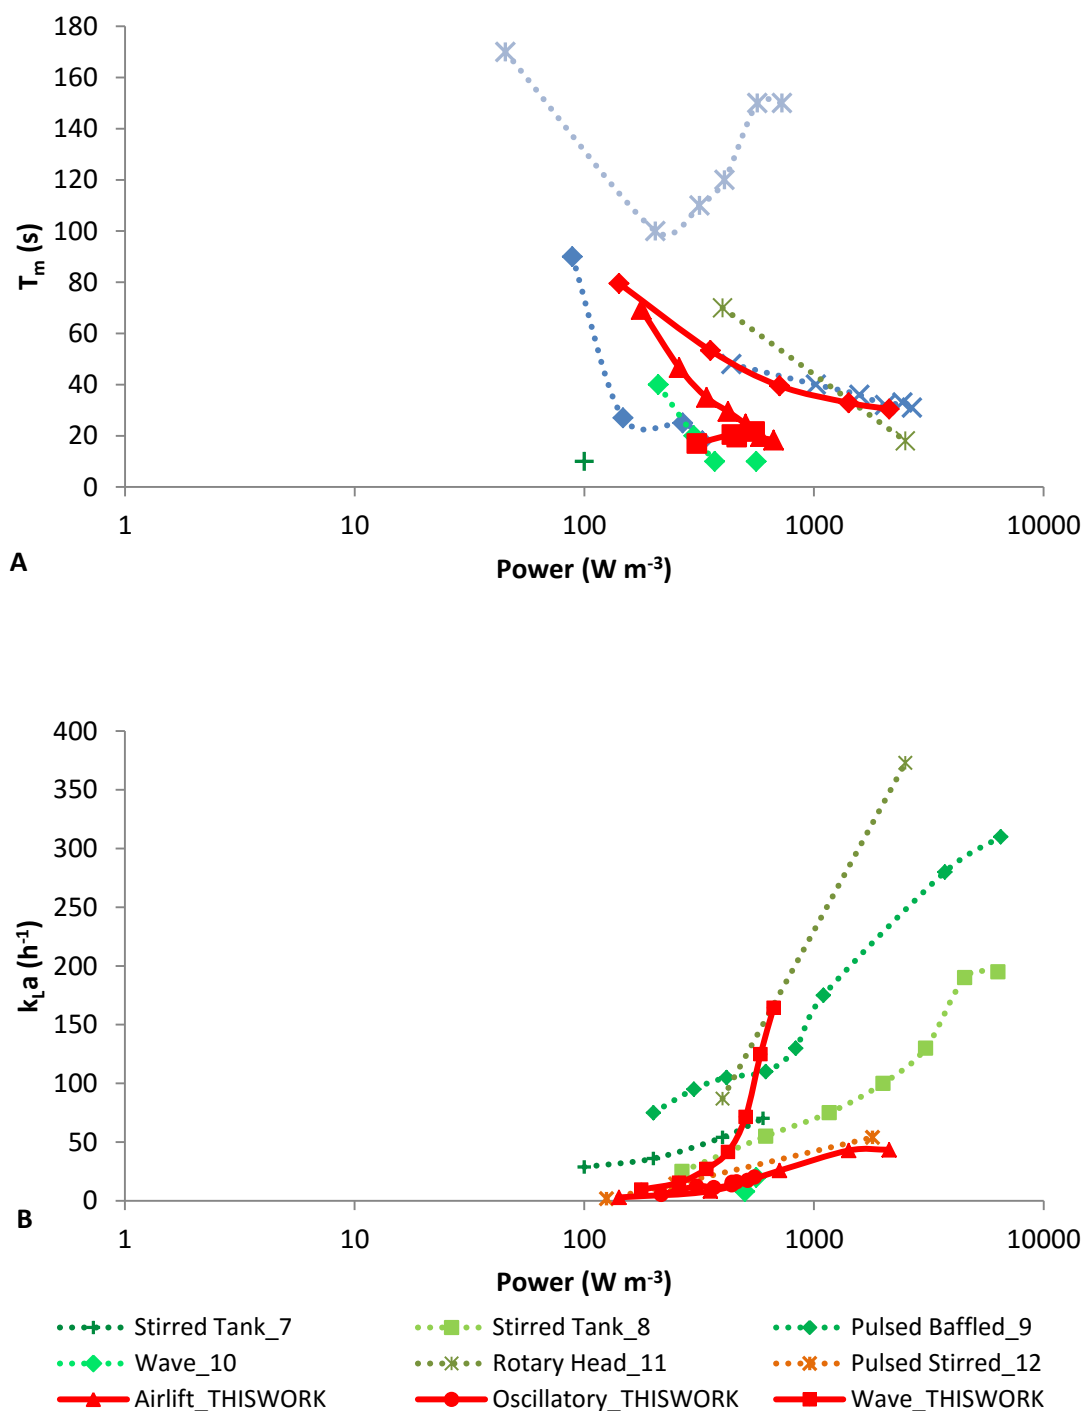 180
160
140
120
100
80
60
40
20
0
T_m (s)
1 10 100 1000 10000
A
Power (W m⁻³)
400
350
300
250
200
150
100
50
0
k_La (h⁻¹)
B
1 10 100 1000 10000
Power (W m⁻³)
Stirred Tank_7 Stirred Tank_8 Pulsed Baffled_9
Wave_10 Rotary Head_11 Pulsed Stirred_12
Airlift_THISWORK Oscillatory_THISWORK Wave_THISWORK